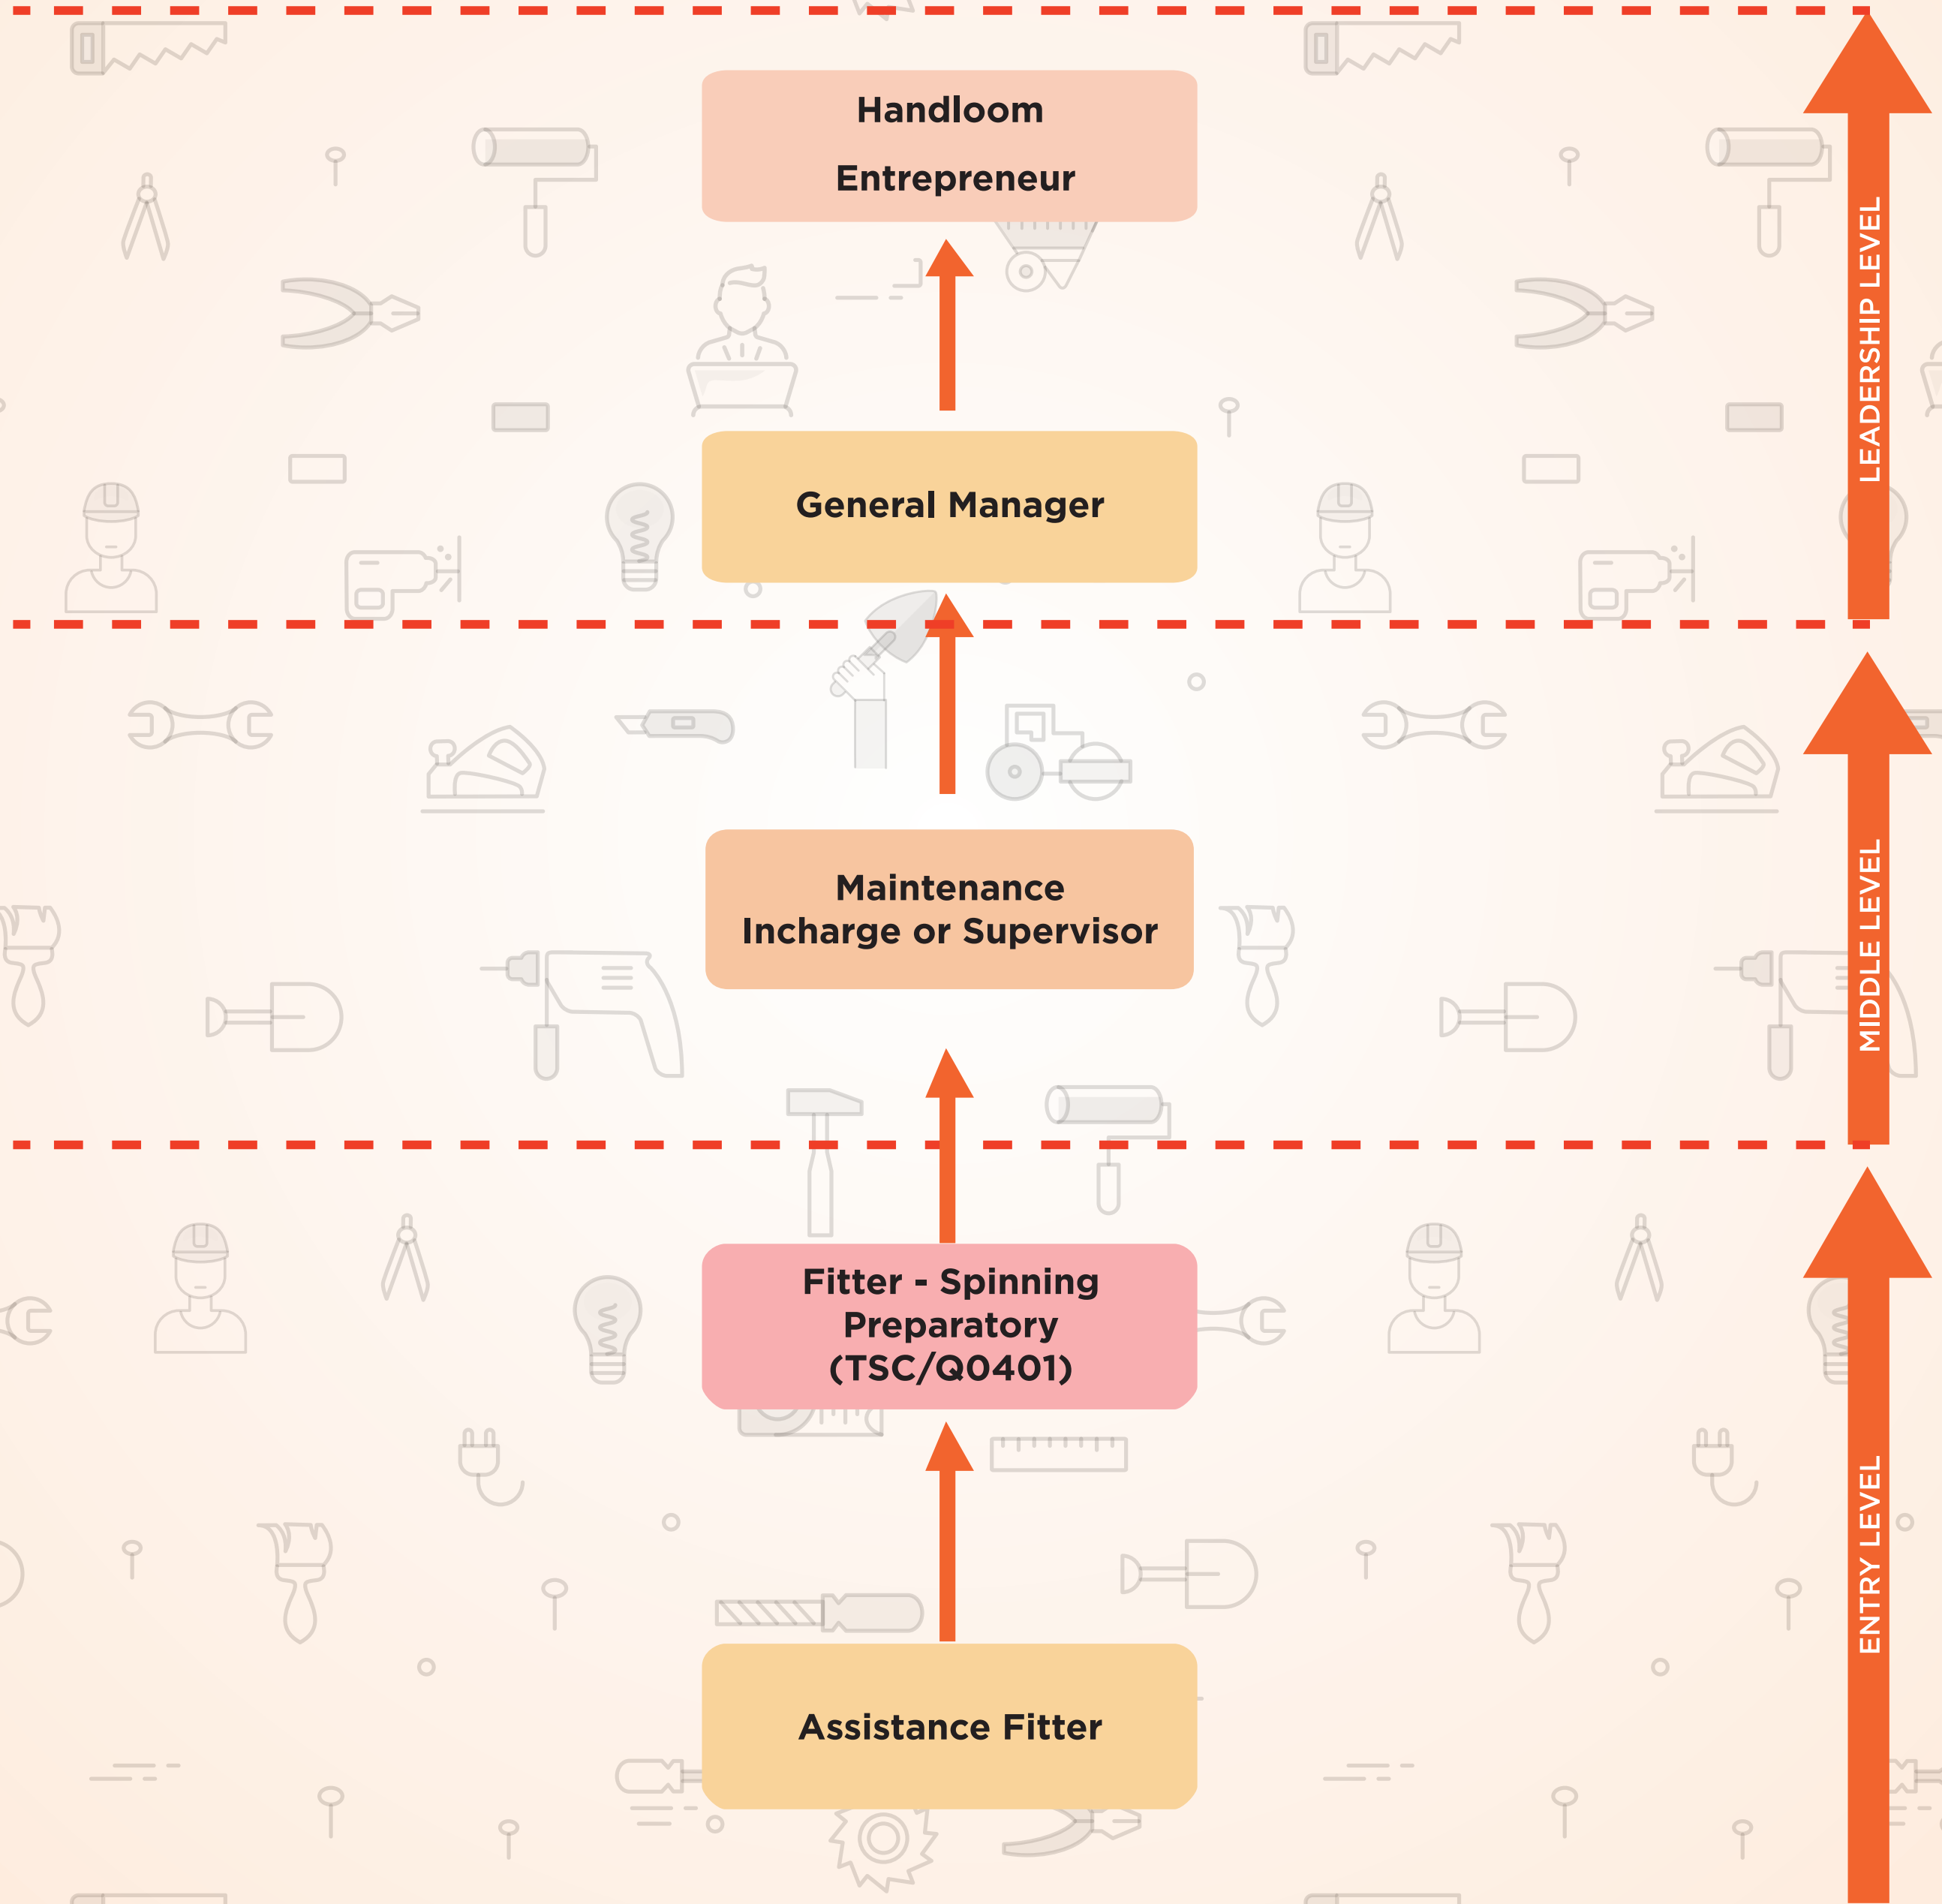 Handloom
Entrepreneur
LEADERSHIP LEVEL
General Manager
Maintenance
Incharge or Supervisor
MIDDLE LEVEL
Fitter - Spinning
Preparatory
(TSC/Q0401)
ENTRY LEVEL
Assistance Fitter